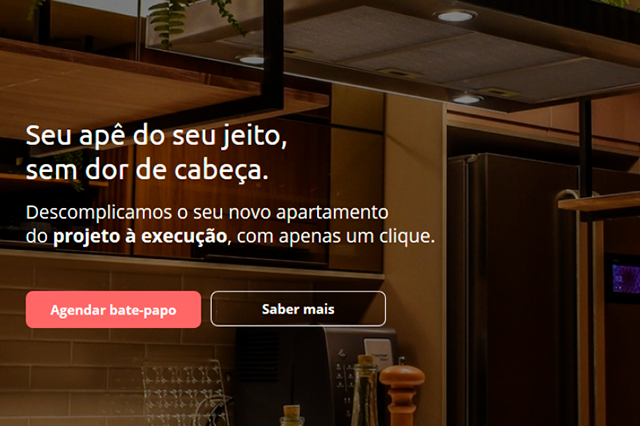 Seu apê do seu jeito,
sem dor de cabeça.
Descomplicamos o seu novo apartamento
do projeto à execução, com apenas um clique.
Agendar bate-papo
Saber mais